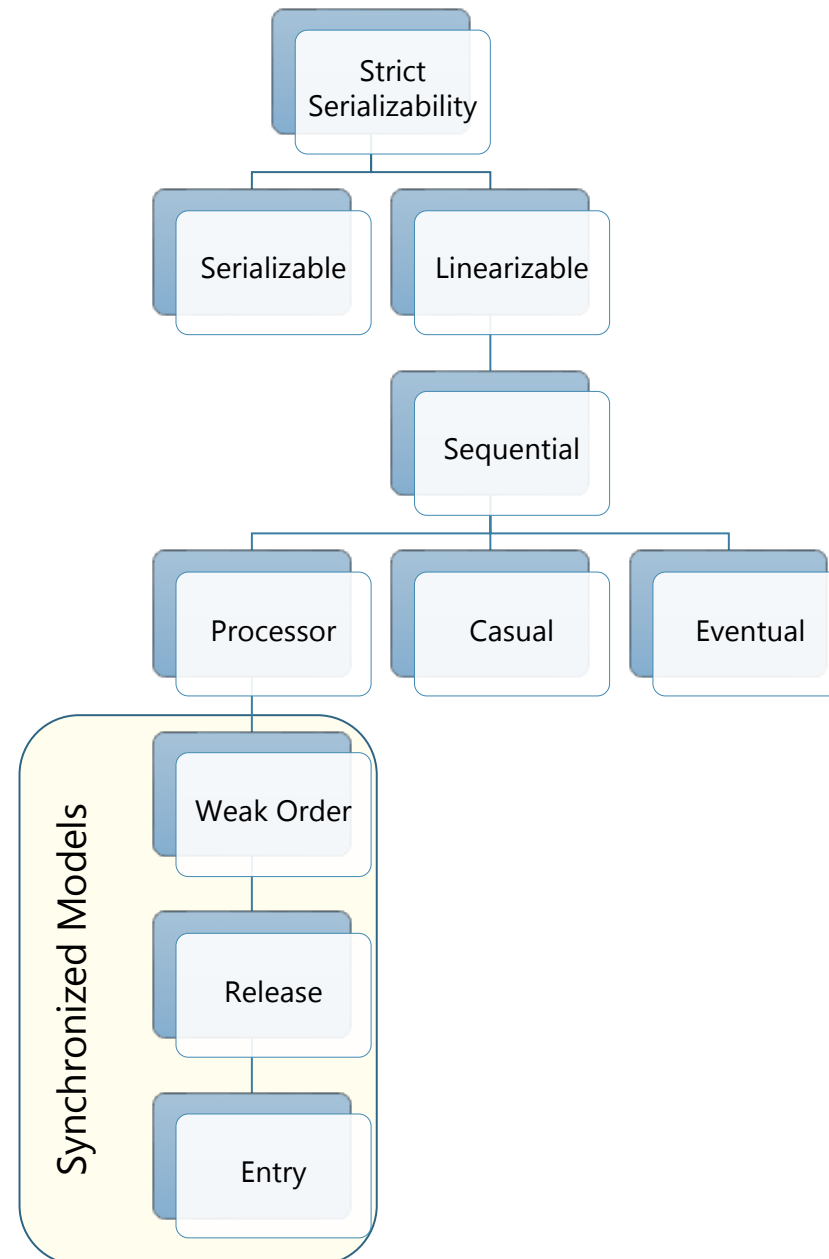 Strict
Serializability
Serializable
Linearizable
Sequential
Processor
Casual
Eventual
Synchronized Models
Weak Order
Release
Entry